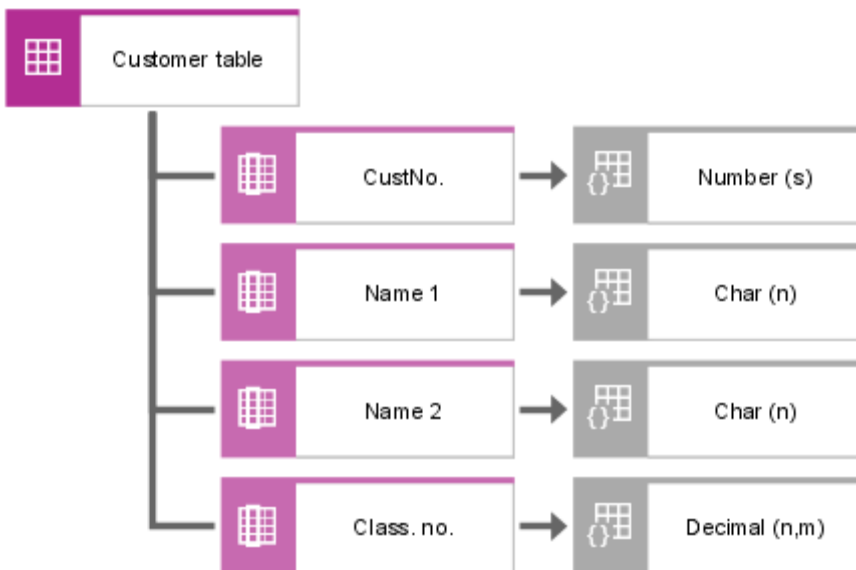 Customer table
CustNo.
Number (s)
Name 1
Char (n)
Name 2
Char (n)
Class. no.
Decimal (n,m)